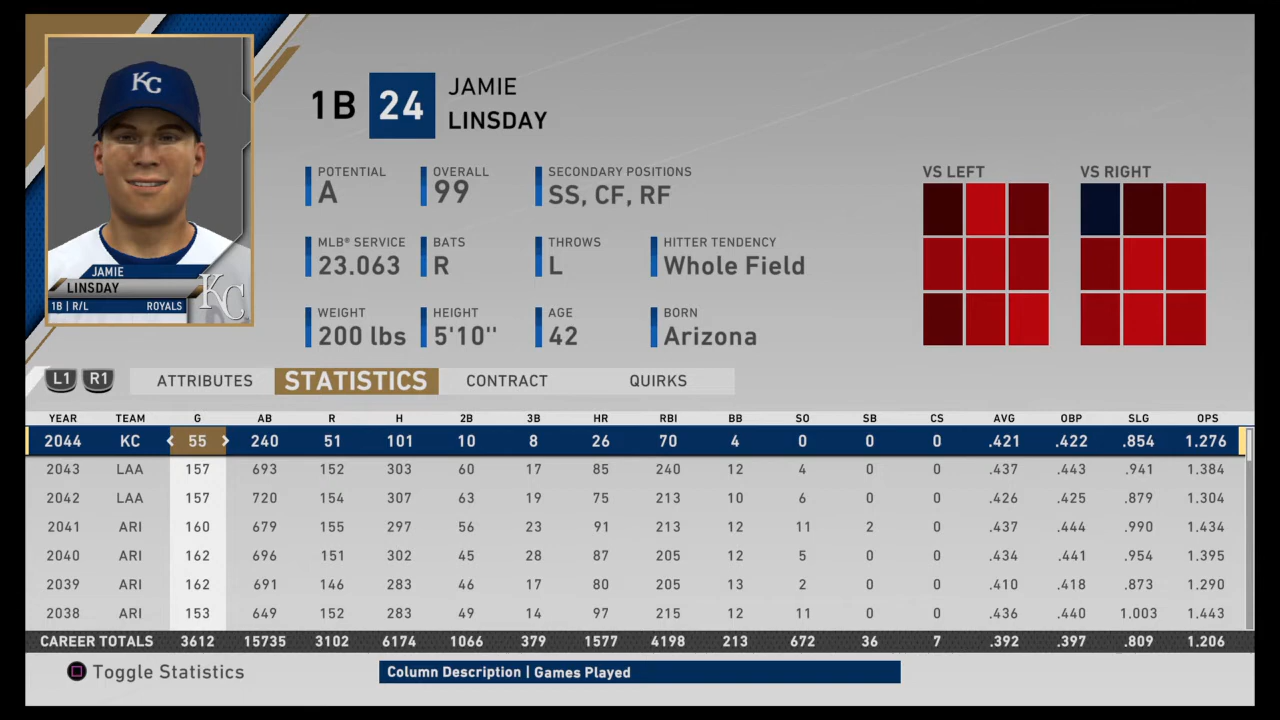 KC
JAMIE
LINSDAY
1B | R/L ROYALS
KC
1B 24 JAMIE
LINSDAY
POTENTIAL OVERALL SECONDARY POSITIONS
A 99 SS, CF, RF
MLB® SERVICE BATS THROWS HITTER TENDENCY
23.063 R L Whole Field
WEIGHT HEIGHT AGE BORN
200 lbs 5'10'' 42 Arizona
VS LEFT VS RIGHT
L1 R1 ATTRIBUTES STATISTICS CONTRACT QUIRKS
YEAR TEAM G AB R H 2B 3B HR RBI BB SO SB CS AVG OBP SLG OPS
2044 KC 55 240 51 101 10 8 26 70 4 0 0 0 .421 .422 .854 1.276
2043 LAA 157 693 152 303 60 17 85 240 12 4 0 0 .437 .443 .941 1.384
2042 LAA 157 720 154 307 63 19 75 213 10 6 0 0 .426 .425 .879 1.304
2041 ARI 160 679 155 297 56 23 91 213 12 11 2 0 .437 .444 .990 1.434
2040 ARI 162 696 151 302 45 28 87 205 12 5 0 0 .434 .441 .954 1.395
2039 ARI 162 691 146 283 46 17 80 205 13 2 0 0 .410 .418 .873 1.290
2038 ARI 153 649 152 283 49 14 97 215 12 11 0 0 .436 .440 1.003 1.443
CAREER TOTALS 3612 15735 3102 6174 1066 379 1577 4198 213 672 36 7 .392 .397 .809 1.206
Toggle Statistics
Column Description | Games Played